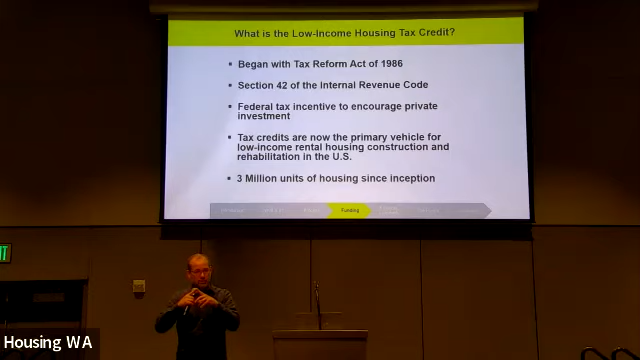 What is the Low-Income Housing Tax Credit?
▪ Began with Tax Reform Act of 1986
▪ Section 42 of the Internal Revenue Code
▪ Federal tax incentive to encourage private
investment
▪ Tax credits are now the primary vehicle for
low-income rental housing construction and
rehabilitation in the U.S.
▪ 3 Million units of housing since inception
Funding
IT
Housing WA